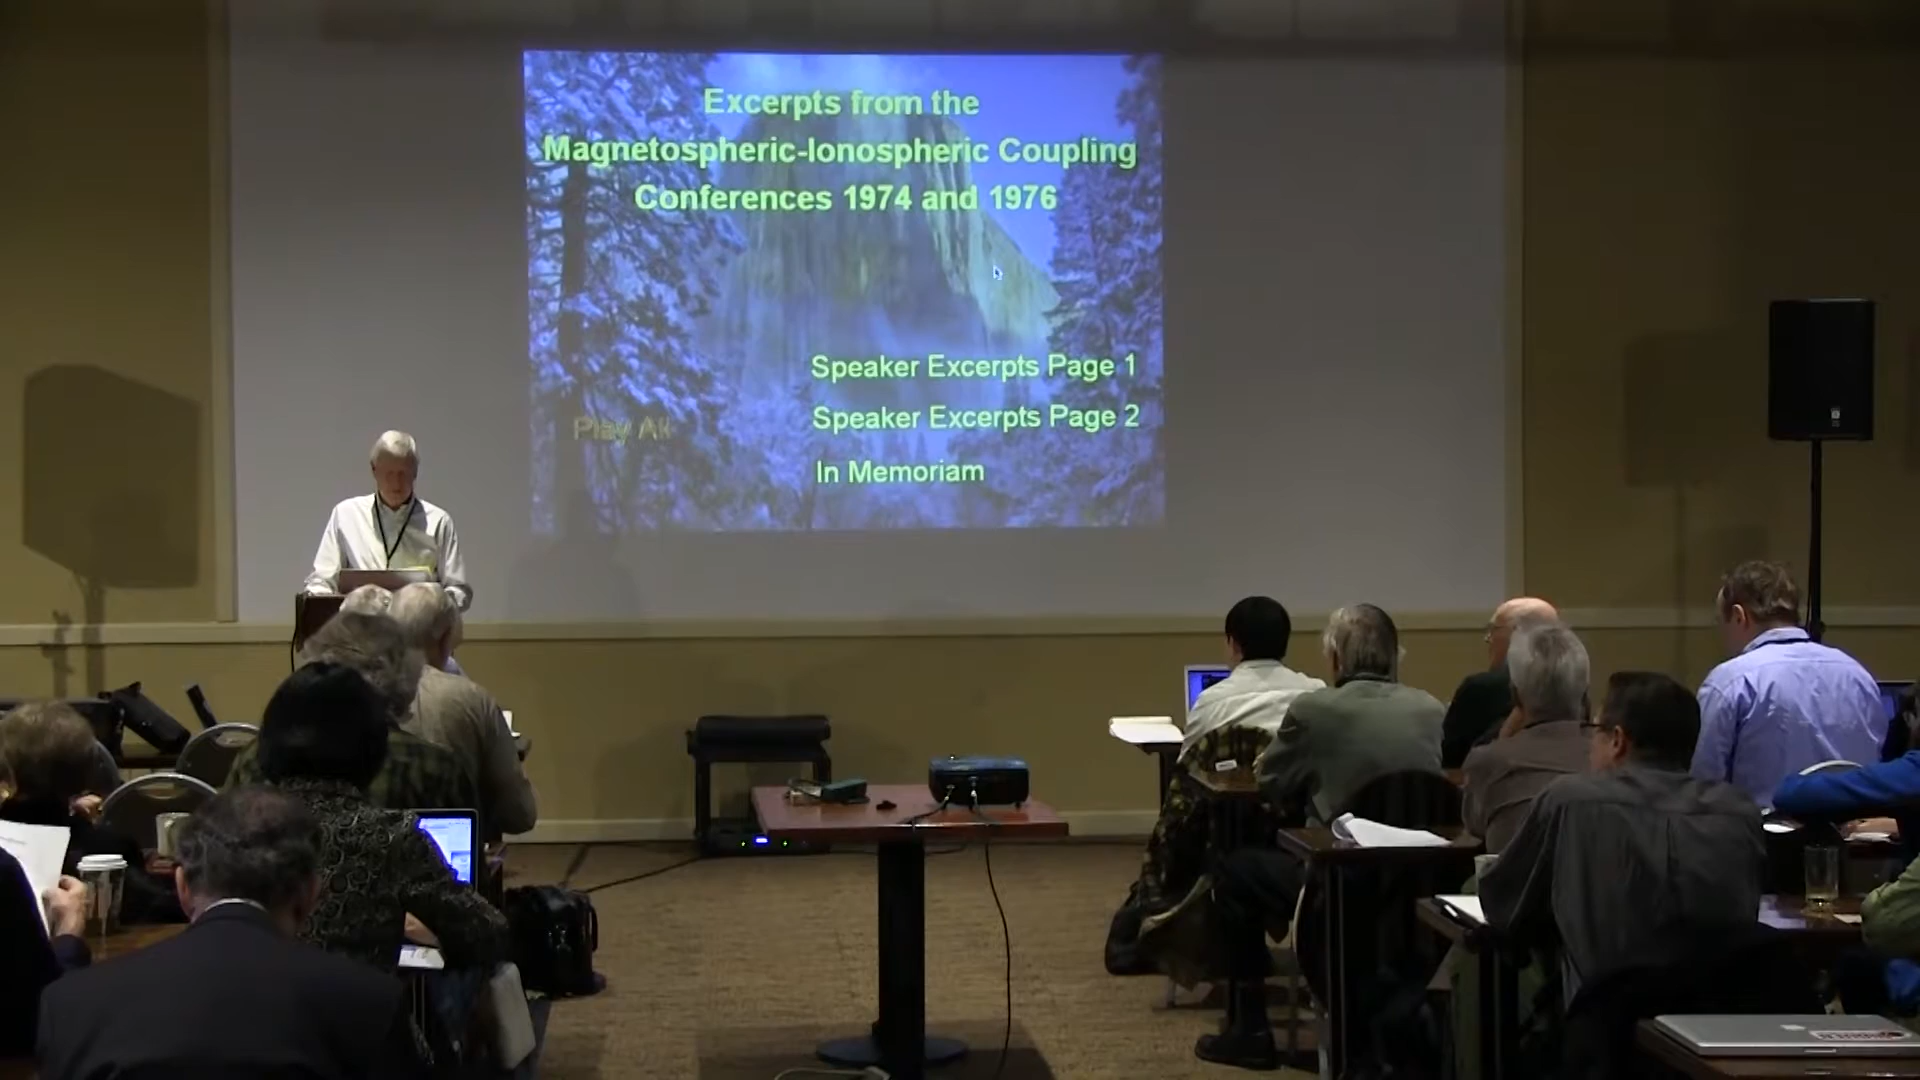 Excerpts from the
Magnetospheric-Ionospheric Coupling
Conferences 1974 and 1976
Speaker Excerpts Page 1
Speaker Excerpts Page 2
Play All
In Memoriam